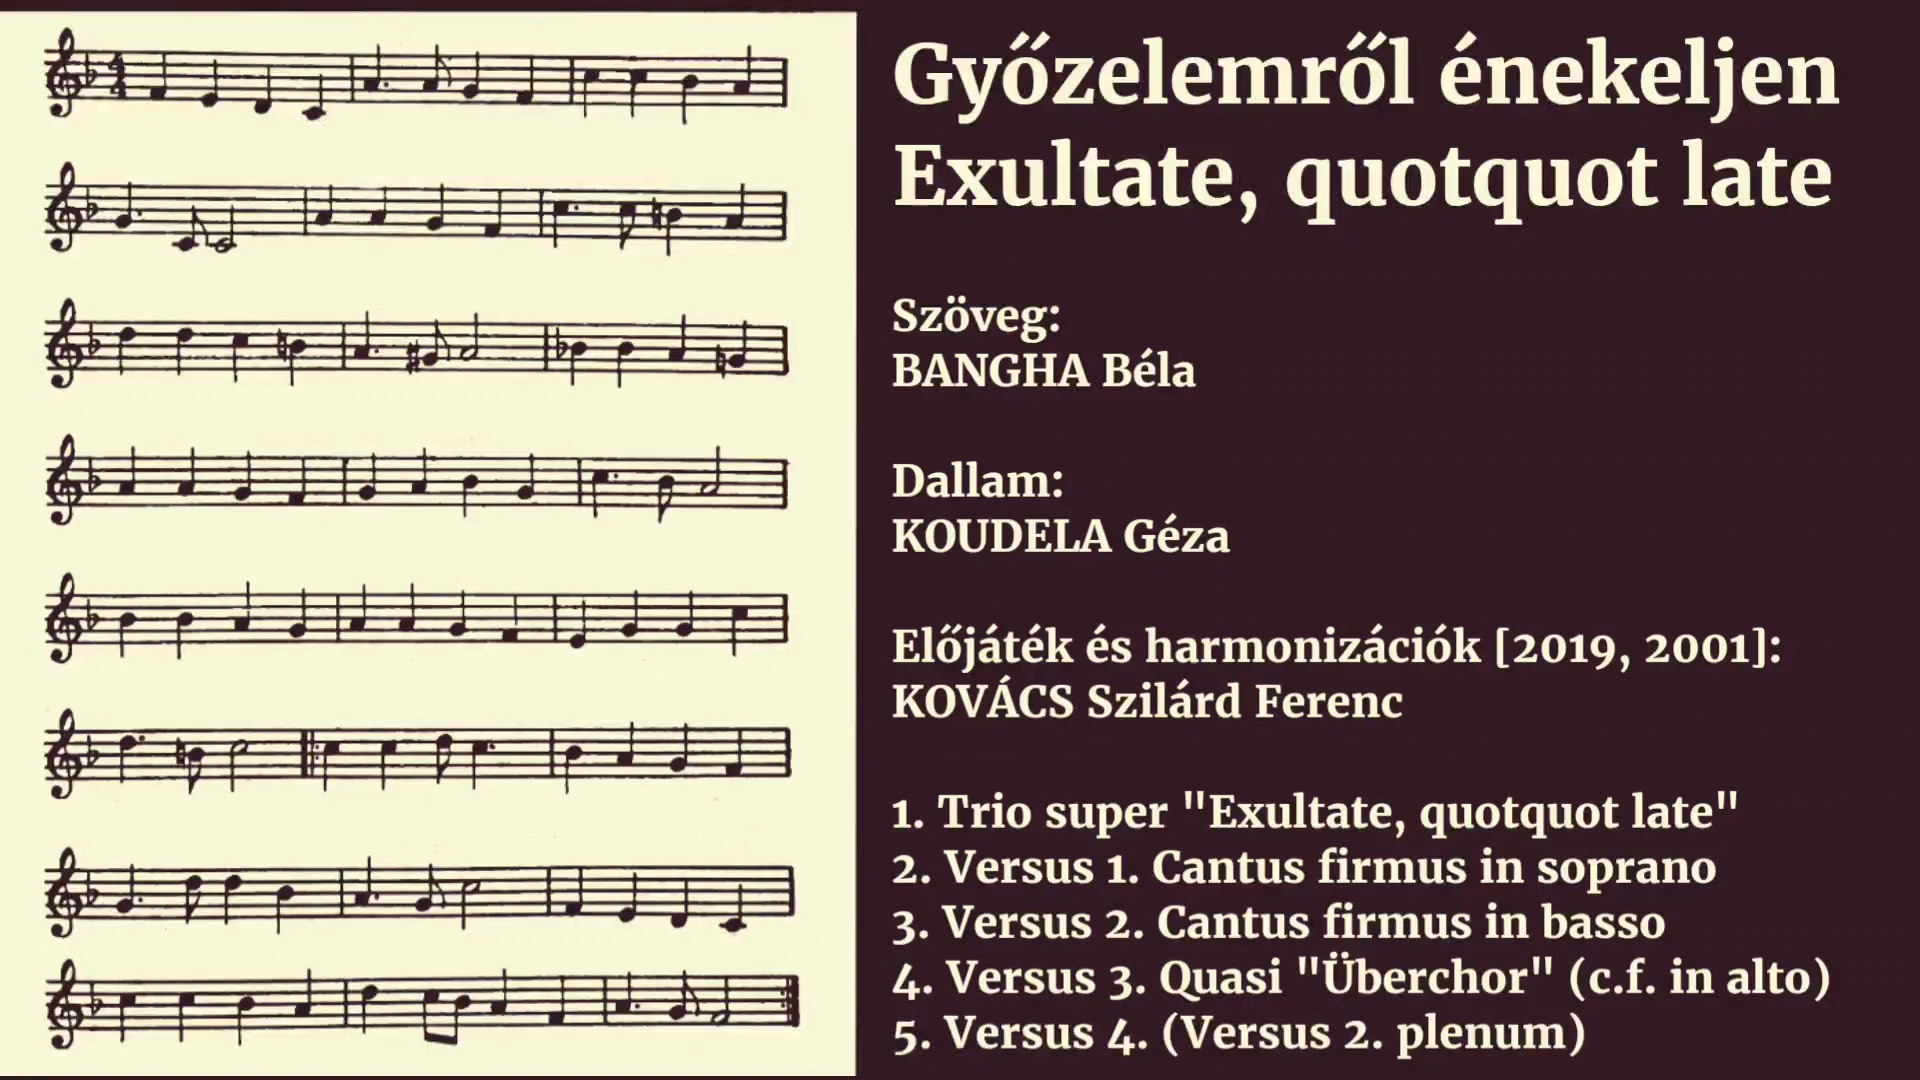 Győzelemről énekeljen
Exultate, quotquot late
Szöveg:
BANGHA Béla
Dallam:
KOUDELA Géza
Előjáték és harmonizációk [2019, 2001]:
KOVÁCS Szilárd Ferenc
1. Trio super "Exultate, quotquot late"
2. Versus 1. Cantus firmus in soprano
3. Versus 2. Cantus firmus in basso
4. Versus 3. Quasi "Überchor" (c.f. in alto)
5. Versus 4. (Versus 2. plenum)